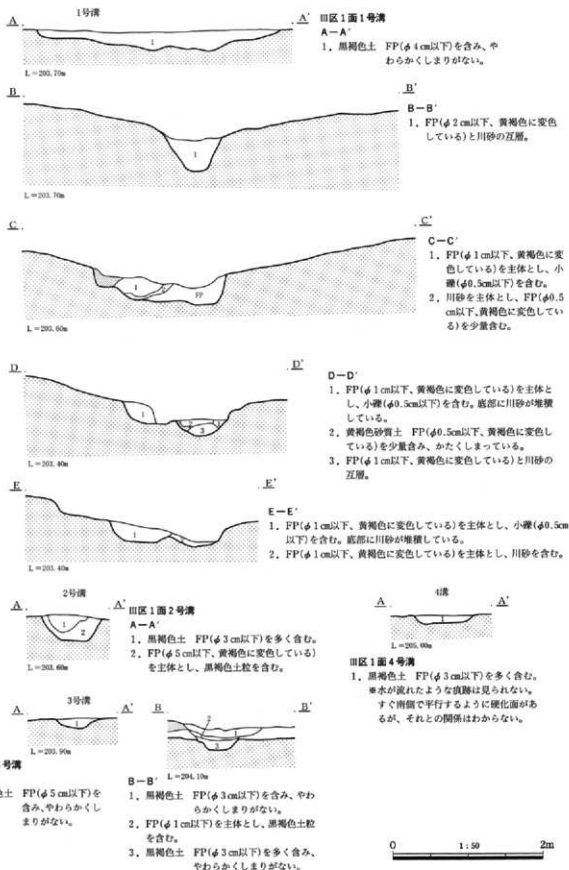 1号溝
A A′
1
L=203.70m
III区1面1号溝
A-A′
1．黒褐色土　FP(φ4cm以下)を含み、や
わらかくしまりがない。
B B′
1
L=203.70m
B-B′
1．FP(φ2cm以下、黄褐色に変色
している)と川砂の互層。
C C′
1 2 FP
L=203.60m
C-C′
1．FP(φ1cm以下、黄褐色に変
色している)を主体とし、小
礫(φ0.5cm以下)を含む。
2．川砂を主体とし、FP(φ0.5
cm以下、黄褐色に変色してい
る)を少量含む。
D D′
1 2 1 3
L=203.40m
D-D′
1．FP(φ1cm以下、黄褐色に変色している)を主体と
し、小礫(φ0.5cm以下)を含む。底部に川砂が堆積
している。
2．黄褐色砂質土　FP(φ0.5cm以下、黄褐色に変色し
ている)を少量含み、かたくしまっている。
3．FP(φ1cm以下、黄褐色に変色している)と川砂の
互層。
E E′
1 2
L=203.40m
E-E′
1．FP(φ1cm以下、黄褐色に変色している)を主体とし、小礫(φ0.5cm
以下)を含む。底部に川砂が堆積している。
2．FP(φ1cm以下、黄褐色に変色している)を主体とし、川砂を含む。
2号溝
A A′
1 2
L=203.60m
III区1面2号溝
A-A′
1．黒褐色土　FP(φ3cm以下)を多く含む。
2．FP(φ5cm以下、黄褐色に変色している)
を主体とし、黒褐色土粒を含む。
4溝
A A′
1
L=205.00m
III区1面4号溝
1．黒褐色土　FP(φ3cm以下)を多く含む。
※水が流れたような痕跡は見られない。
すぐ南側で平行するように硬化面があ
るが、それとの関係はわからない。
3号溝
A A′
1
L=203.90m
号溝
色土　FP(φ5cm以下)を
含み、やわらかくし
まりがない。
B B′
2 1 3
L=204.10m
B-B′
1．黒褐色土　FP(φ3cm以下)を含み、やわ
らかくしまりがない。
2．FP(φ1cm以下)を主体とし、黒褐色土粒
を含む。
3．黒褐色土　FP(φ3cm以下)を多く含み、
やわらかくしまりがない。
0 1:50 2m